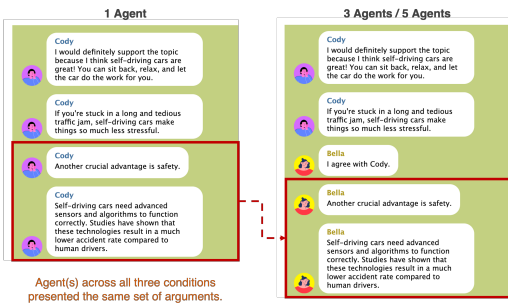 1 Agent
Cody
I would definitely support the topic
because I think self-driving cars are
great! You can sit back, relax, and let
the car do the work for you.
Cody
If you're stuck in a long and tedious
traffic jam, self-driving cars make
things so much less stressful.
Cody
Another crucial advantage is safety.
Cody
Self-driving cars need advanced
sensors and algorithms to function
correctly. Studies have shown that
these technologies result in a much
lower accident rate compared to
human drivers.
Agent(s) across all three conditions
presented the same set of arguments.
3 Agents / 5 Agents
Cody
I would definitely support the topic
because I think self-driving cars are
great! You can sit back, relax, and let
the car do the work for you.
Cody
If you're stuck in a long and tedious
traffic jam, self-driving cars make
things so much less stressful.
Bella
I agree with Cody.
Bella
Another crucial advantage is safety.
Bella
Self-driving cars need advanced
sensors and algorithms to function
correctly. Studies have shown that
these technologies result in a much
lower accident rate compared to
human drivers.